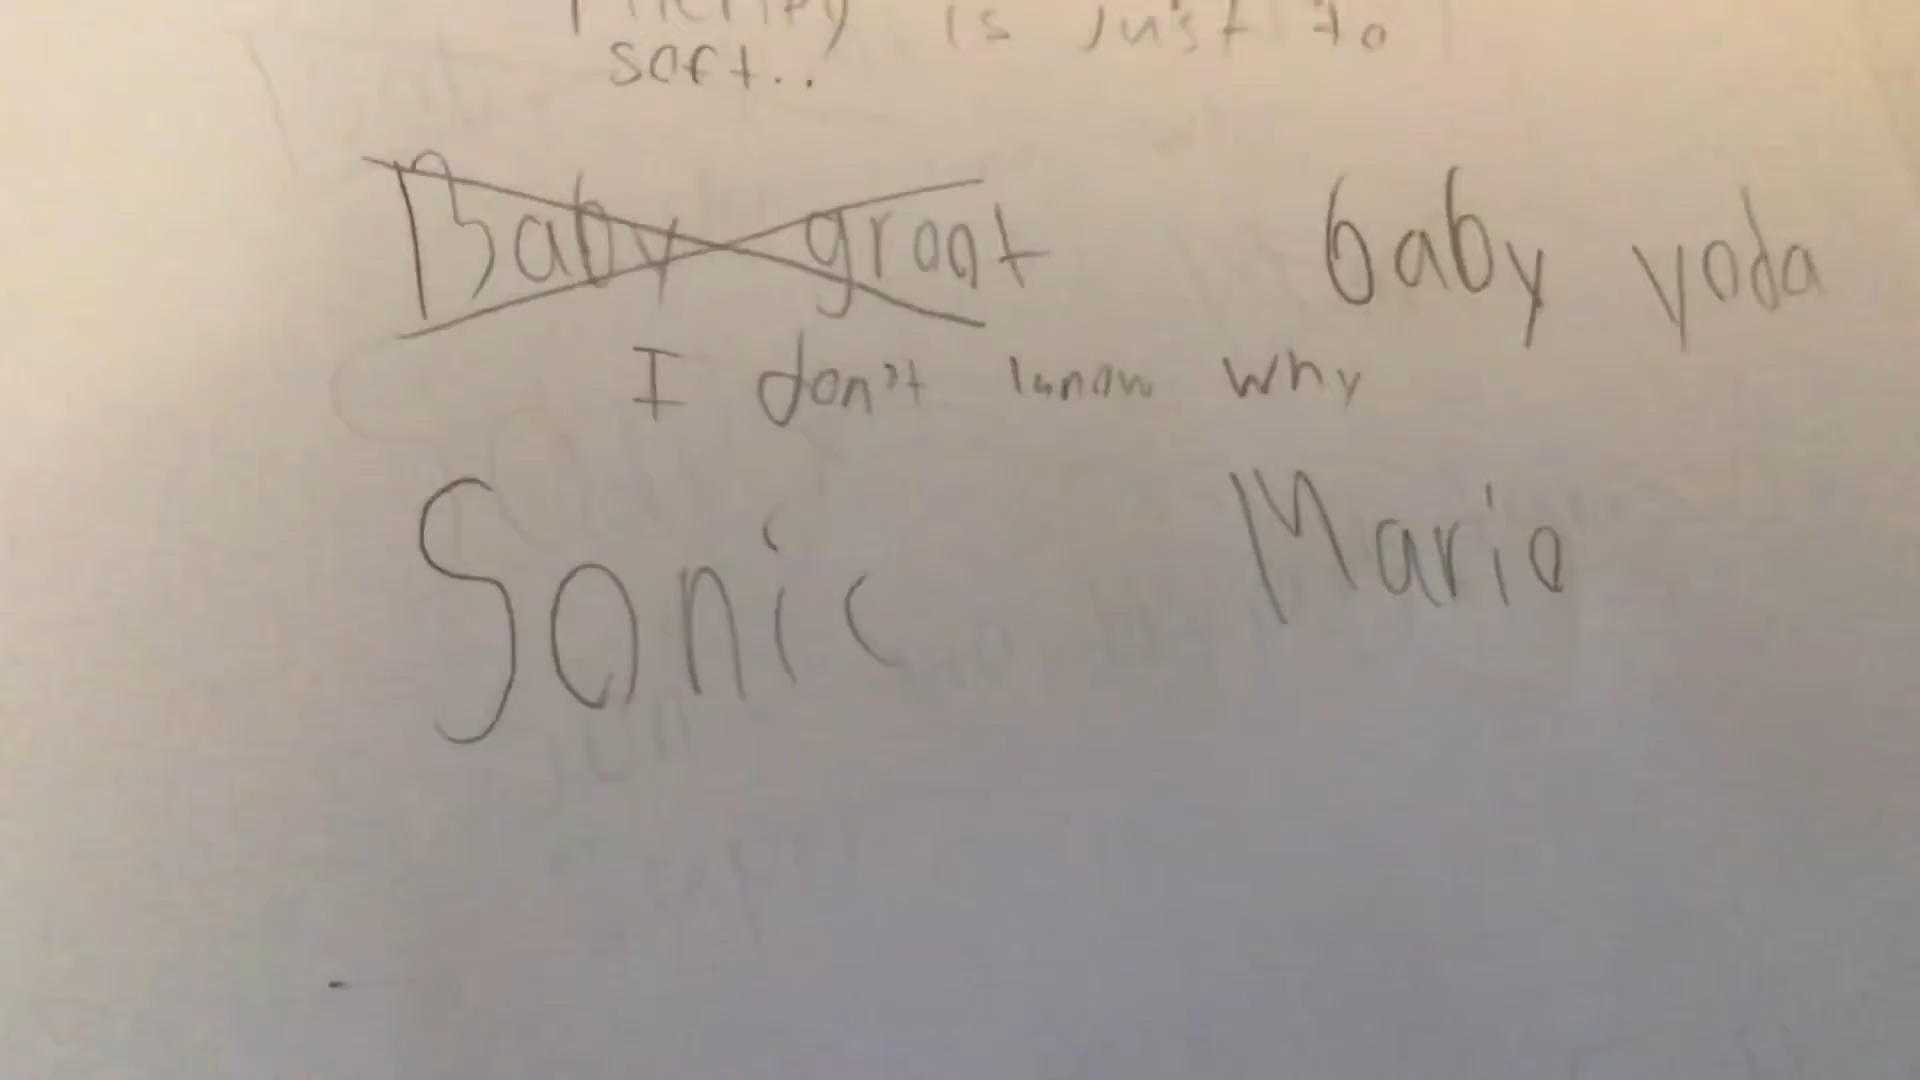 is just to
soft..
Baby groot baby yoda
I don't know why
Sonic Mario